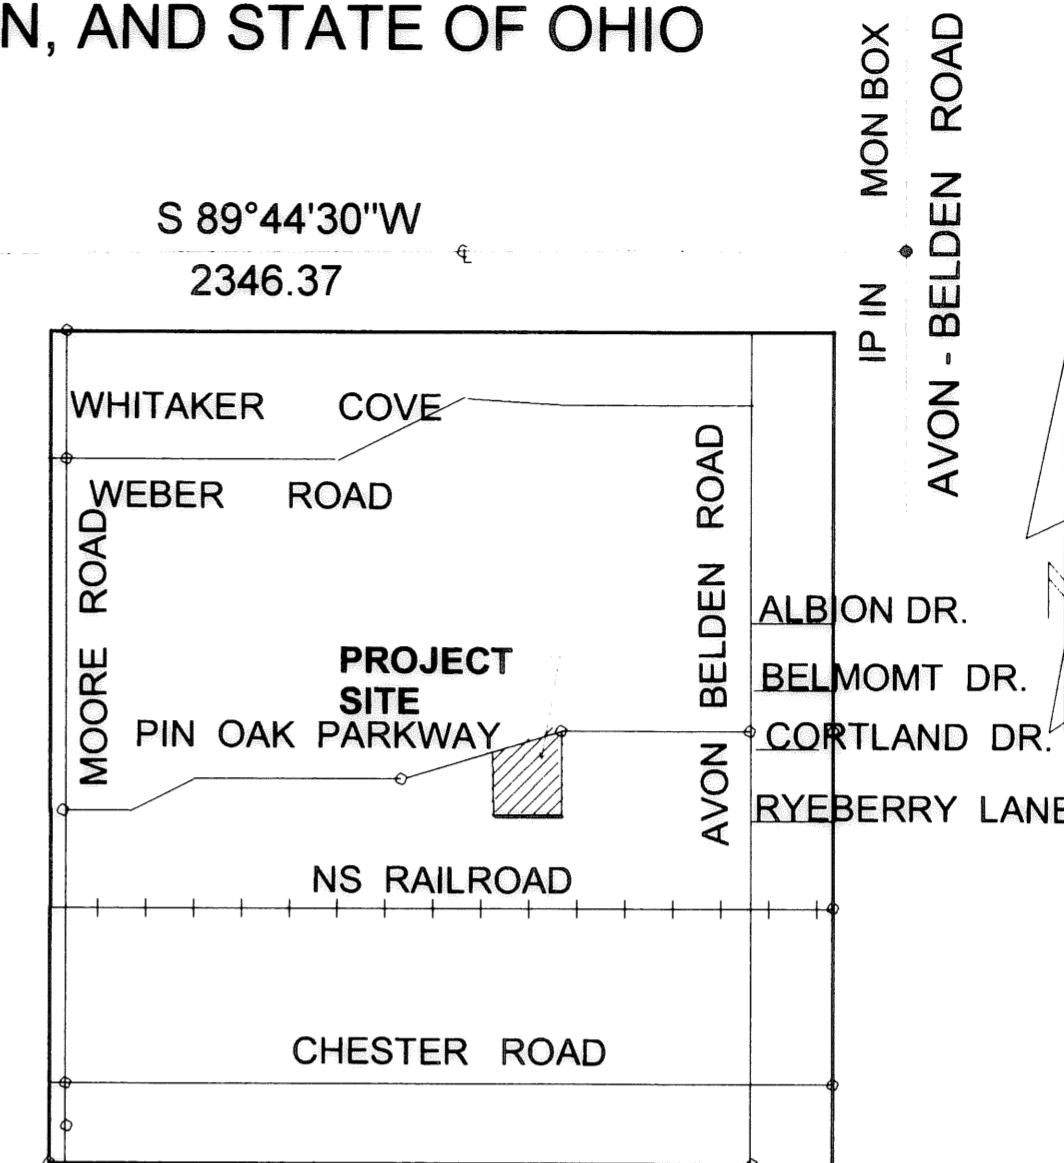 N, AND STATE OF OHIO
MON BOX
AVON - BELDEN ROAD
IP IN
S 89°44'30"W
℄
2346.37
WHITAKER COVE
WEBER ROAD
MOORE ROAD
AVON BELDEN ROAD
ALBION DR.
PROJECT
SITE
BELMOMT DR.
PIN OAK PARKWAY
CORTLAND DR.
RYEBERRY LANE
NS RAILROAD
CHESTER ROAD